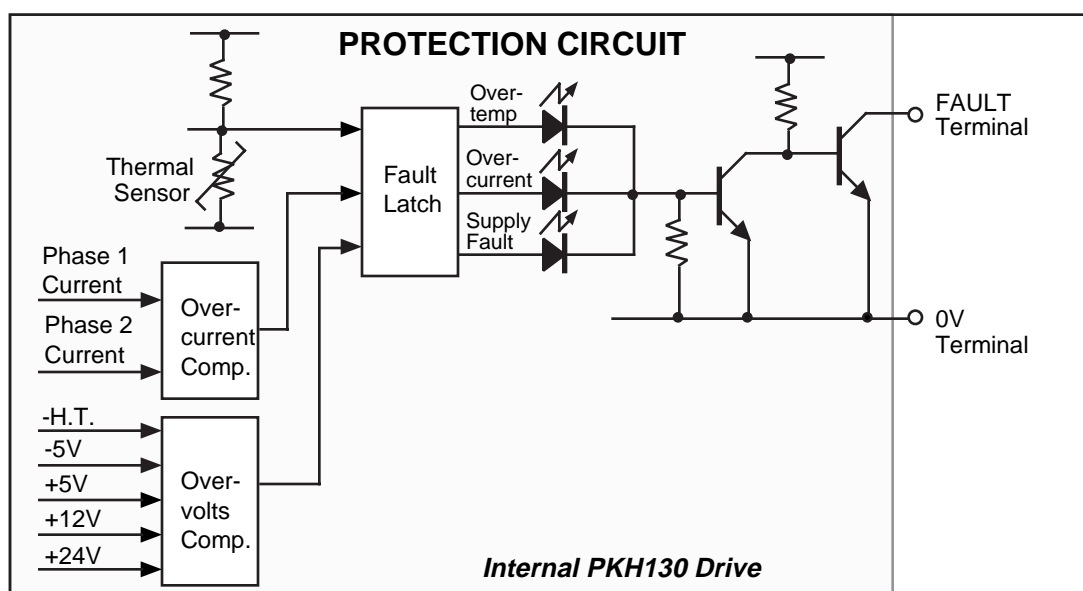 PROTECTION CIRCUIT
Over-
temp
FAULT
Terminal
Thermal
Sensor
Fault
Latch
Over-
current
Supply
Fault
Phase 1
Current
Over-
current
Comp.
Phase 2
Current
0V
Terminal
-H.T.
-5V
+5V
+12V
+24V
Over-
volts
Comp.
Internal PKH130 Drive